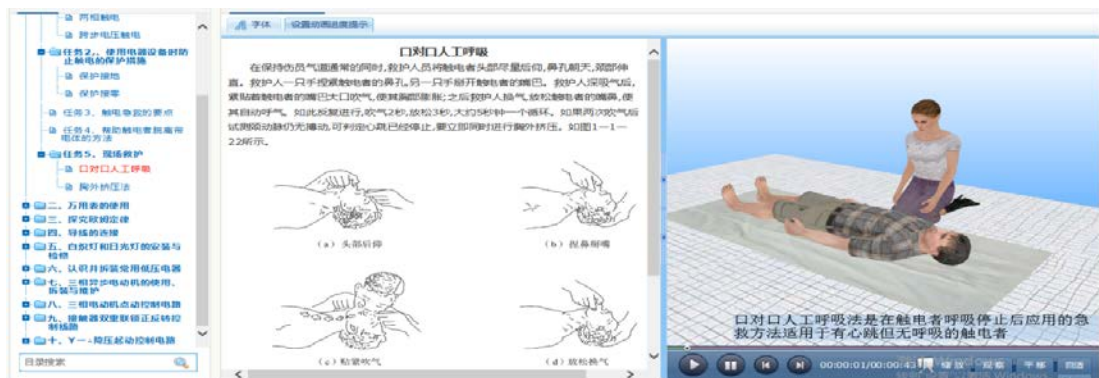 两相触电
跨步电压触电
任务2、使用电器设备时防
止触电的保护措施
保护接地
保护接零
任务3、触电急救的要点
任务4、帮助触电者脱离带
电体的方法
任务5、现场救护
口对口人工呼吸
胸外挤压法
二、万用表的使用
三、探究欧姆定律
四、导线的连接
五、白炽灯和日光灯的安装与
检修
六、认识并拆装常用低压电器
七、三相异步电动机的使用、
拆装与维护
八、三相电动机点动控制电路
九、接触器双重联锁正反转控
制线路
十、Y—△降压起动控制电路
目录搜索
字体 设置动画进度提示
口对口人工呼吸
在保持伤员气道通常的同时,救护人员将触电者头部尽量后仰,鼻孔朝天,颈部伸
直。救护人一只手捏紧触电者的鼻孔,另一只手掰开触电者的嘴巴。救护人深吸气后,
紧贴着触电者的嘴巴大口吹气,使其胸部膨胀;之后救护人换气,放松触电者的嘴鼻,使
其自动呼气。如此反复进行,吹气2秒,放松3秒,大约5秒钟一个循环。如果两次吹气后
试测颈动脉仍无搏动,可判定心跳已经停止,要立即同时进行胸外挤压。如图1—1—
22所示。
(a)头部后仰
(b)捏鼻掰嘴
(c)贴紧吹气
(d)放松换气
口对口人工呼吸法是在触电者呼吸停止后应用的急
救方法适用于有心跳但无呼吸的触电者
00:00:01/00:00:43 缩放 观察 平移